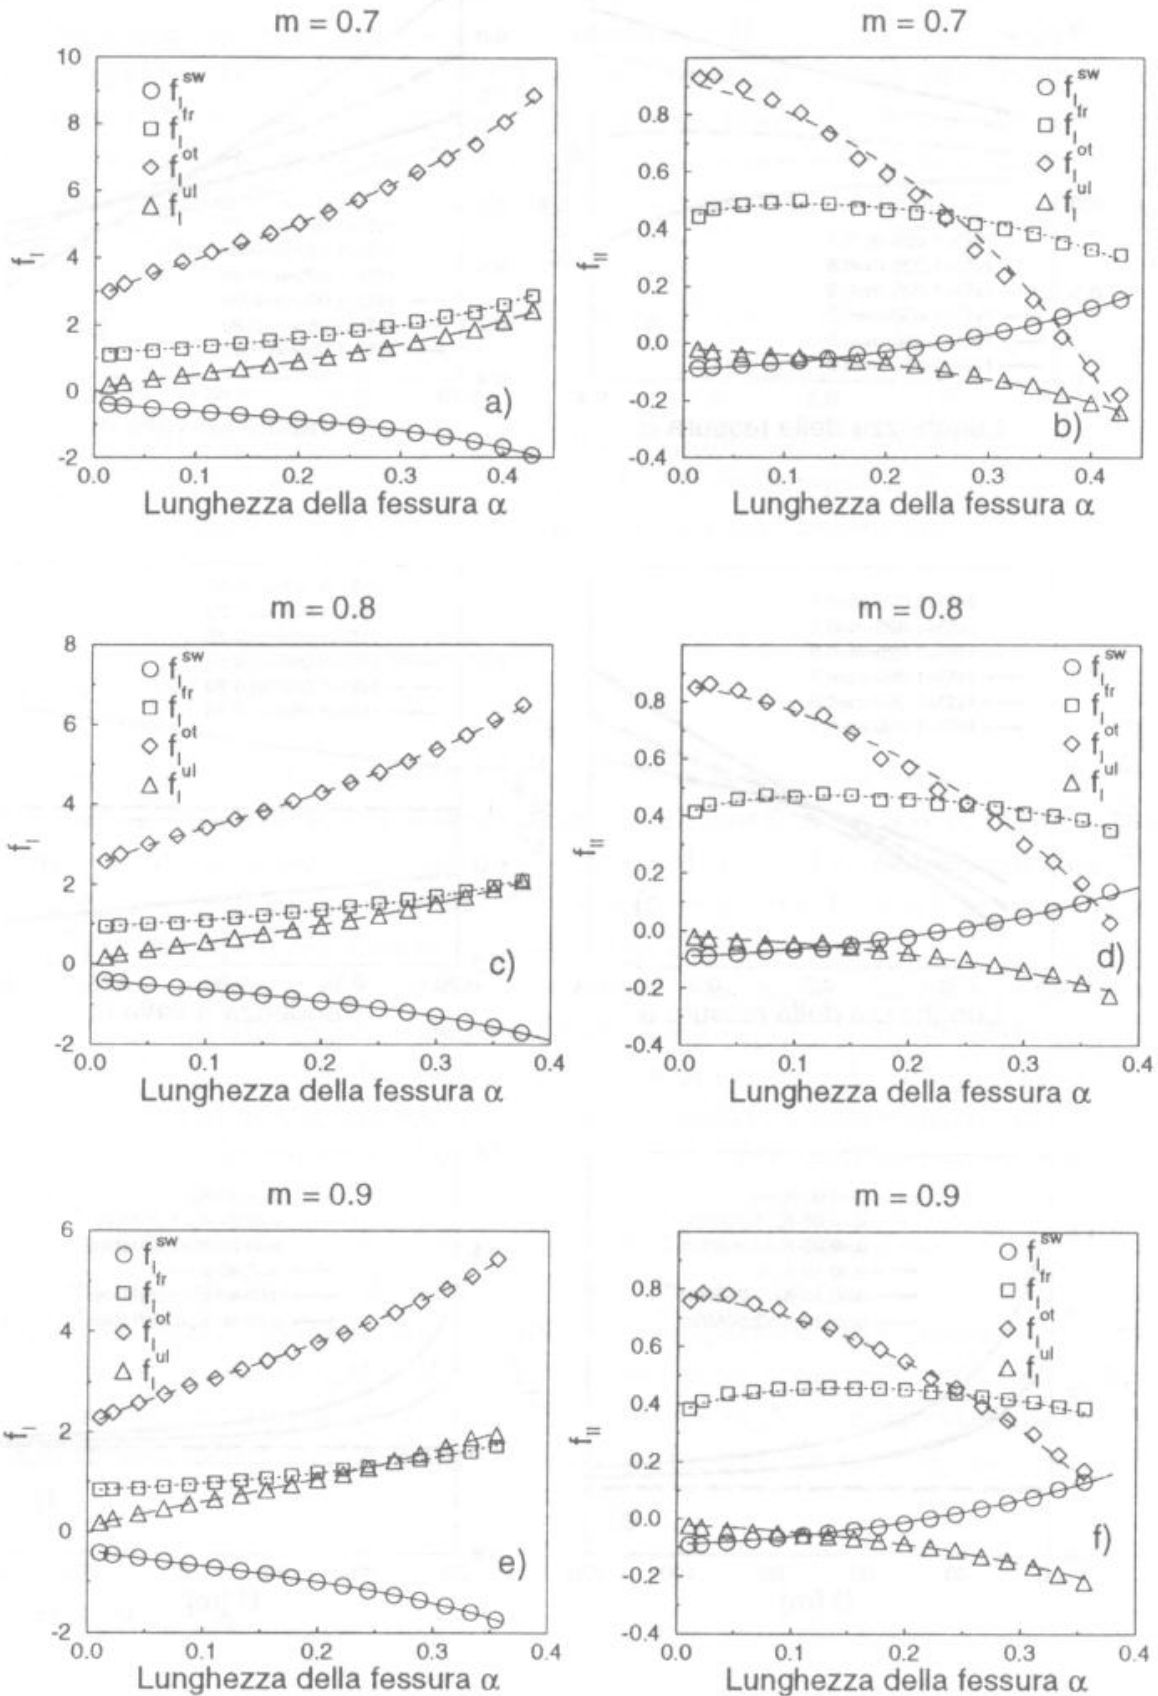 m = 0.7
10
8
6
4
2
0
-2
f_I
f_I^sw
f_I^fr
f_I^ot
f_I^ul
a)
0.0 0.1 0.2 0.3 0.4
Lunghezza della fessura α
m = 0.7
0.8
0.6
0.4
0.2
0.0
-0.2
-0.4
f_II
f_I^sw
f_I^fr
f_I^ot
f_I^ul
b)
0.0 0.1 0.2 0.3 0.4
Lunghezza della fessura α
m = 0.8
8
6
4
2
0
-2
f_I
f_I^sw
f_I^fr
f_I^ot
f_I^ul
c)
0.0 0.1 0.2 0.3 0.4
Lunghezza della fessura α
m = 0.8
0.8
0.6
0.4
0.2
0.0
-0.2
-0.4
f_II
f_I^sw
f_I^fr
f_I^ot
f_I^ul
d)
0.0 0.1 0.2 0.3 0.4
Lunghezza della fessura α
m = 0.9
6
4
2
0
-2
f_I
f_I^sw
f_I^fr
f_I^ot
f_I^ul
e)
0.0 0.1 0.2 0.3 0.4
Lunghezza della fessura α
m = 0.9
0.8
0.6
0.4
0.2
0.0
-0.2
-0.4
f_II
f_I^sw
f_I^fr
f_I^ot
f_I^ul
f)
0.0 0.1 0.2 0.3 0.4
Lunghezza della fessura α